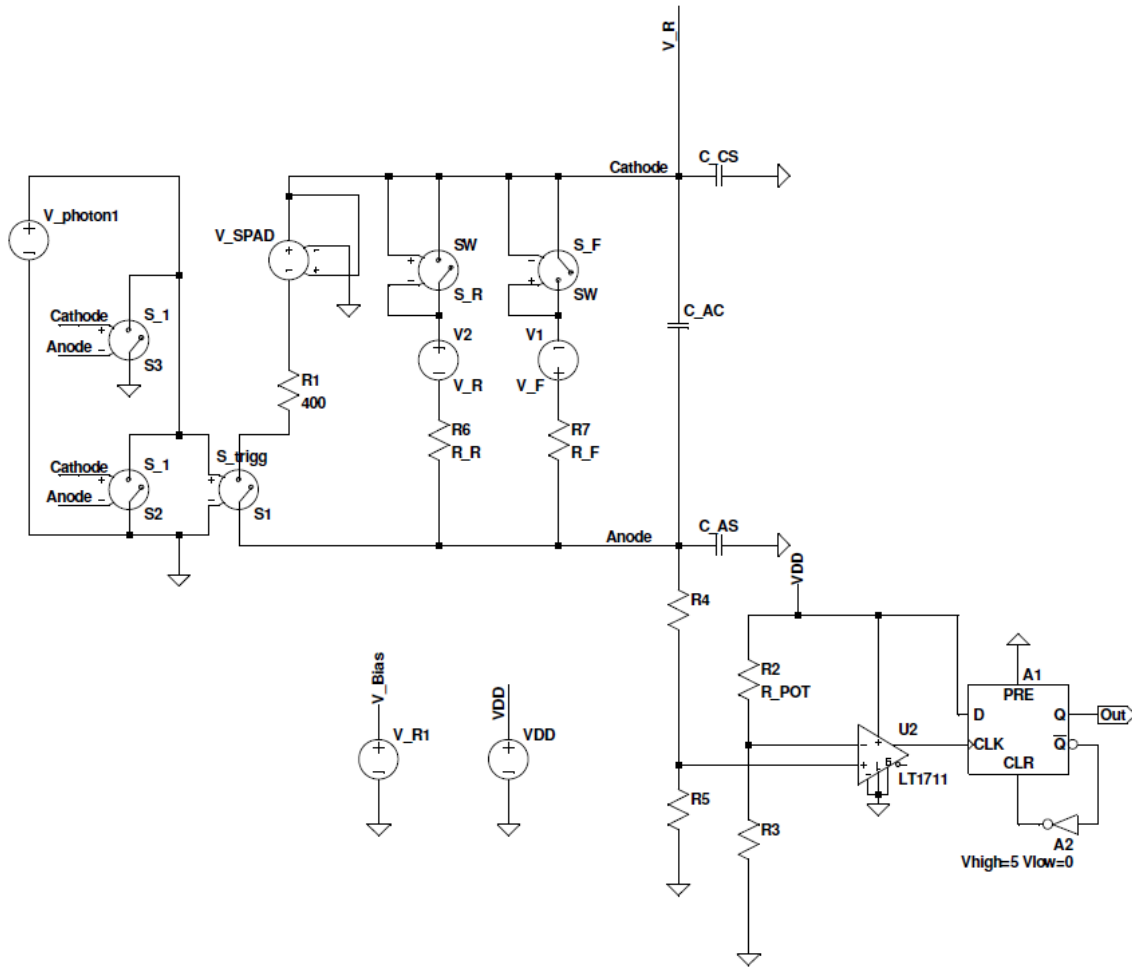 V_R
C_CS
Cathode
V_photon1
V_SPAD
SW
S_R
S_F
SW
Cathode
Anode
S_1
S3
C_AC
V2
V_R
V1
V_F
R1
400
R6
R_R
R7
R_F
Cathode
Anode
S_1
S2
S_trigg
S1
Anode
C_AS
VDD
R4
R2
R_POT
A1
PRE
D
Q
Out
CLK
Q
CLR
U2
LT1711
V_Bias
V_R1
VDD
VDD
R5
R3
A2
Vhigh=5 Vlow=0